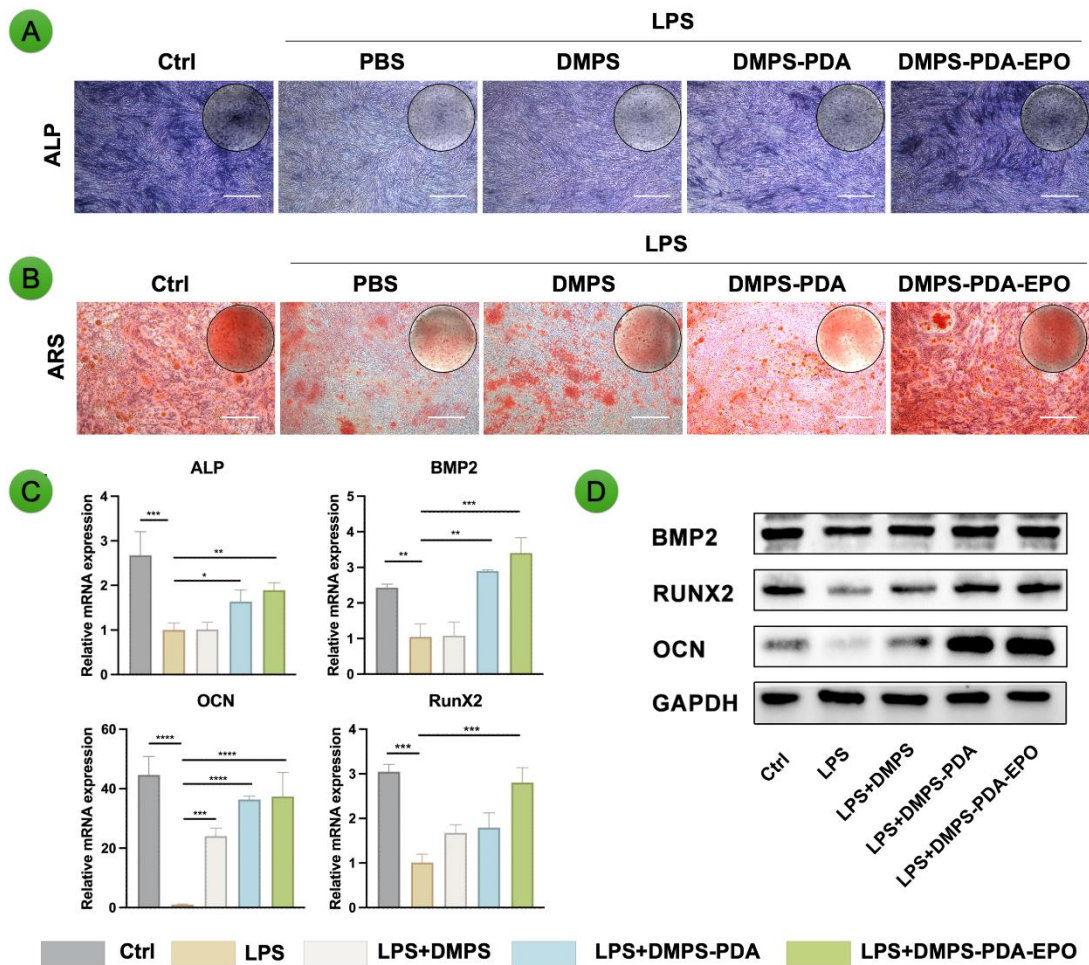 A
LPS
Ctrl PBS DMPS DMPS-PDA DMPS-PDA-EPO
ALP
B
LPS
Ctrl PBS DMPS DMPS-PDA DMPS-PDA-EPO
ARS
C
ALP
Relative mRNA expression
4
3
2
1
0
***
**
*
BMP2
Relative mRNA expression
5
4
3
2
1
0
***
**
**
OCN
Relative mRNA expression
60
40
20
0
****
****
****
***
RunX2
Relative mRNA expression
4
3
2
1
0
***
***
D
BMP2
RUNX2
OCN
GAPDH
Ctrl
LPS
LPS+DMPS
LPS+DMPS-PDA
LPS+DMPS-PDA-EPO
Ctrl LPS LPS+DMPS LPS+DMPS-PDA LPS+DMPS-PDA-EPO